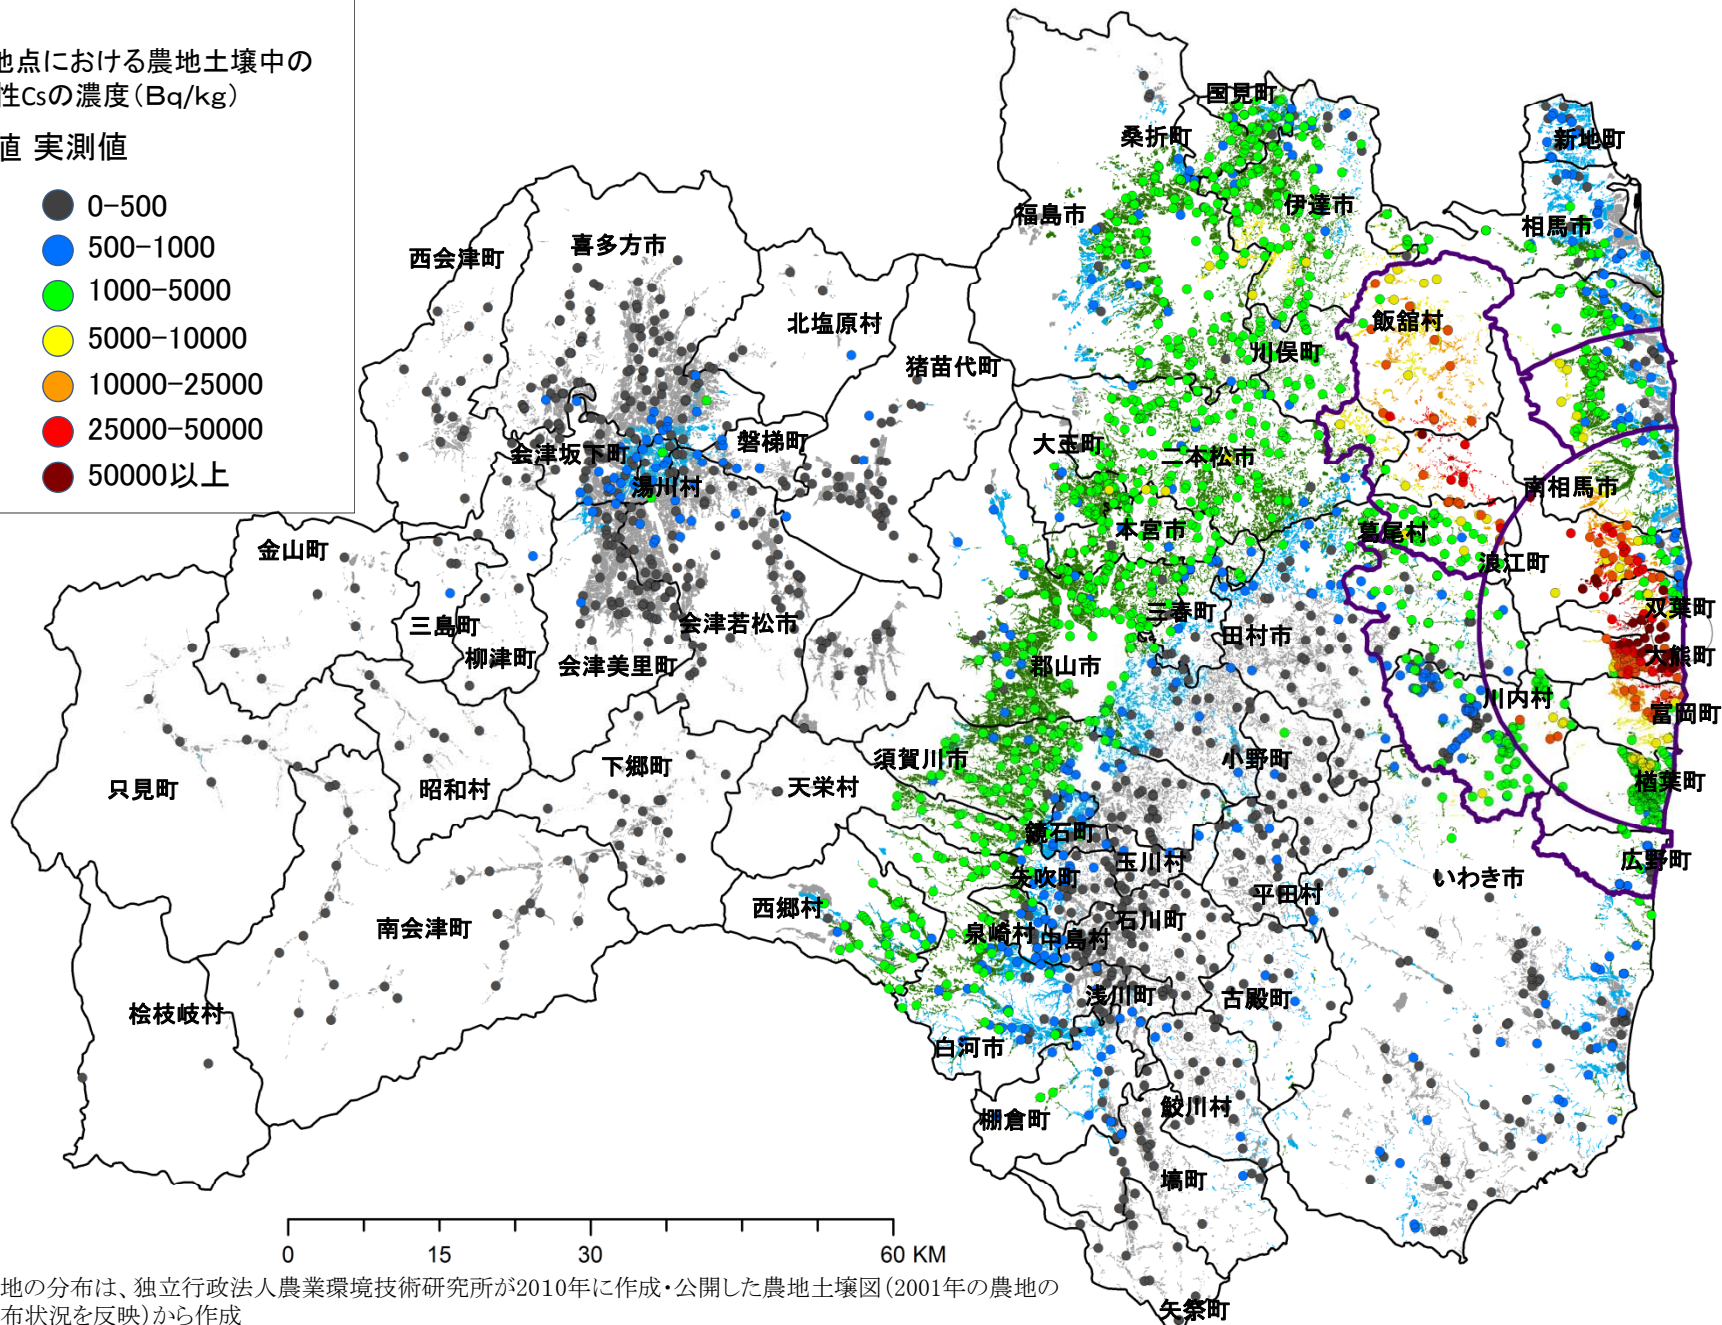 地点における農地土壌中の
性Csの濃度（Bq/kg）
値 実測値
0-500
500-1000
1000-5000
5000-10000
10000-25000
25000-50000
50000以上
国見町
桑折町
新地町
福島市
伊達市
相馬市
西会津町
喜多方市
北塩原村
飯舘村
川俣町
猪苗代町
大玉町
二本松市
会津坂下町
磐梯町
湯川村
南相馬市
本宮市
葛尾村
金山町
浪江町
三島町
会津若松市
三春町
田村市
双葉町
柳津町
会津美里町
郡山市
大熊町
川内村
富岡町
只見町
昭和村
下郷町
天栄村
須賀川市
小野町
楢葉町
鏡石町
玉川村
矢吹町
いわき市
広野町
平田村
西郷村
石川町
南会津町
泉崎村
中島村
浅川町
古殿町
桧枝岐村
白河市
棚倉町
鮫川村
塙町
矢祭町
0 15 30 60 KM
地の分布は、独立行政法人農業環境技術研究所が2010年に作成・公開した農地土壌図（2001年の農地の
布状況を反映）から作成